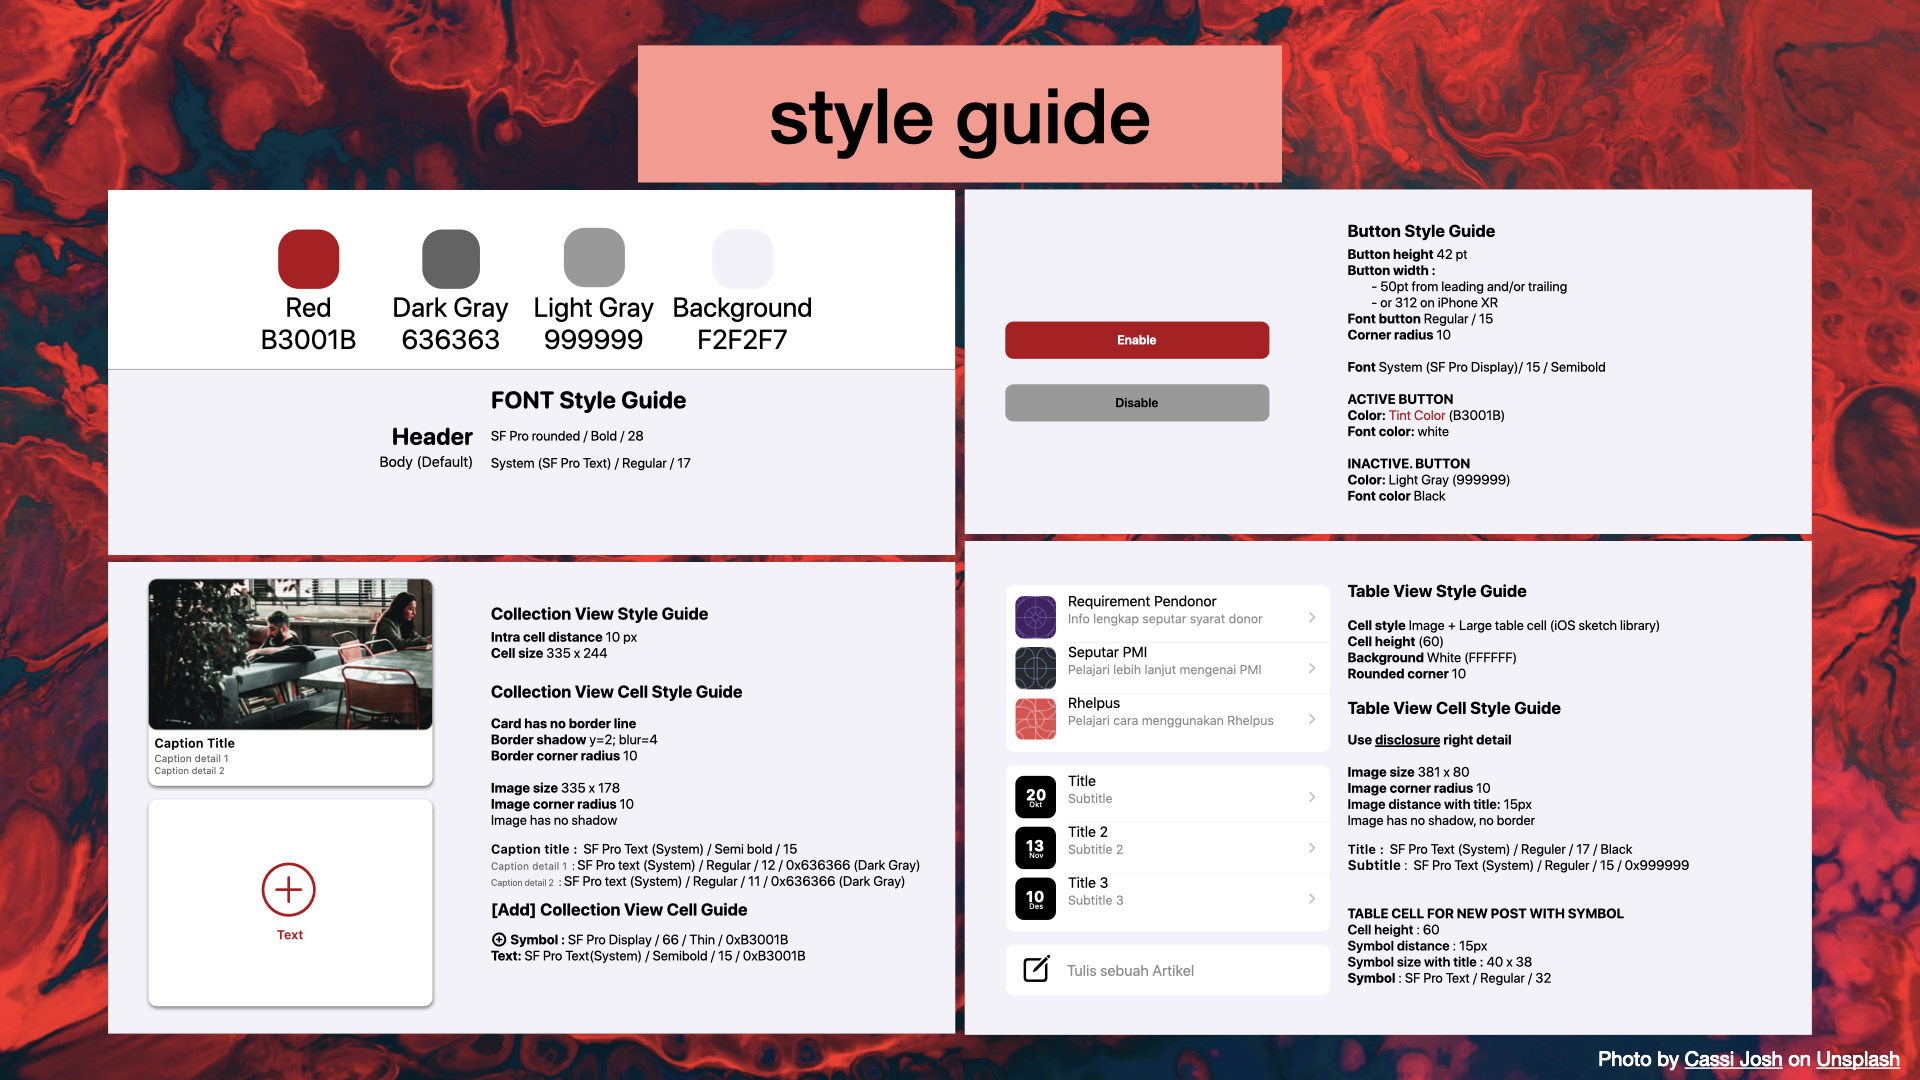 style guide
Red
B3001B
Dark Gray
636363
Light Gray
999999
Background
F2F2F7
FONT Style Guide
Header SF Pro rounded / Bold / 28
Body (Default) System (SF Pro Text) / Regular / 17
Enable
Disable
Button Style Guide
Button height 42 pt
Button width :
- 50pt from leading and/or trailing
- or 312 on iPhone XR
Font button Regular / 15
Corner radius 10
Font System (SF Pro Display)/ 15 / Semibold
ACTIVE BUTTON
Color: Tint Color (B3001B)
Font color: white
INACTIVE. BUTTON
Color: Light Gray (999999)
Font color Black
Caption Title
Caption detail 1
Caption detail 2
Text
Collection View Style Guide
Intra cell distance 10 px
Cell size 335 x 244
Collection View Cell Style Guide
Card has no border line
Border shadow y=2; blur=4
Border corner radius 10
Image size 335 x 178
Image corner radius 10
Image has no shadow
Caption title : SF Pro Text (System) / Semi bold / 15
Caption detail 1 : SF Pro text (System) / Regular / 12 / 0x636366 (Dark Gray)
Caption detail 2 : SF Pro text (System) / Regular / 11 / 0x636366 (Dark Gray)
[Add] Collection View Cell Guide
Symbol : SF Pro Display / 66 / Thin / 0xB3001B
Text: SF Pro Text(System) / Semibold / 15 / 0xB3001B
Requirement Pendonor
Info lengkap seputar syarat donor
Seputar PMI
Pelajari lebih lanjut mengenai PMI
Rhelpus
Pelajari cara menggunakan Rhelpus
20
Okt
Title
Subtitle
13
Nov
Title 2
Subtitle 2
10
Des
Title 3
Subtitle 3
Tulis sebuah Artikel
Table View Style Guide
Cell style Image + Large table cell (iOS sketch library)
Cell height (60)
Background White (FFFFFF)
Rounded corner 10
Table View Cell Style Guide
Use disclosure right detail
Image size 381 x 80
Image corner radius 10
Image distance with title: 15px
Image has no shadow, no border
Title : SF Pro Text (System) / Reguler / 17 / Black
Subtitle : SF Pro Text (System) / Reguler / 15 / 0x999999
TABLE CELL FOR NEW POST WITH SYMBOL
Cell height : 60
Symbol distance : 15px
Symbol size with title : 40 x 38
Symbol : SF Pro Text / Regular / 32
Photo by Cassi Josh on Unsplash